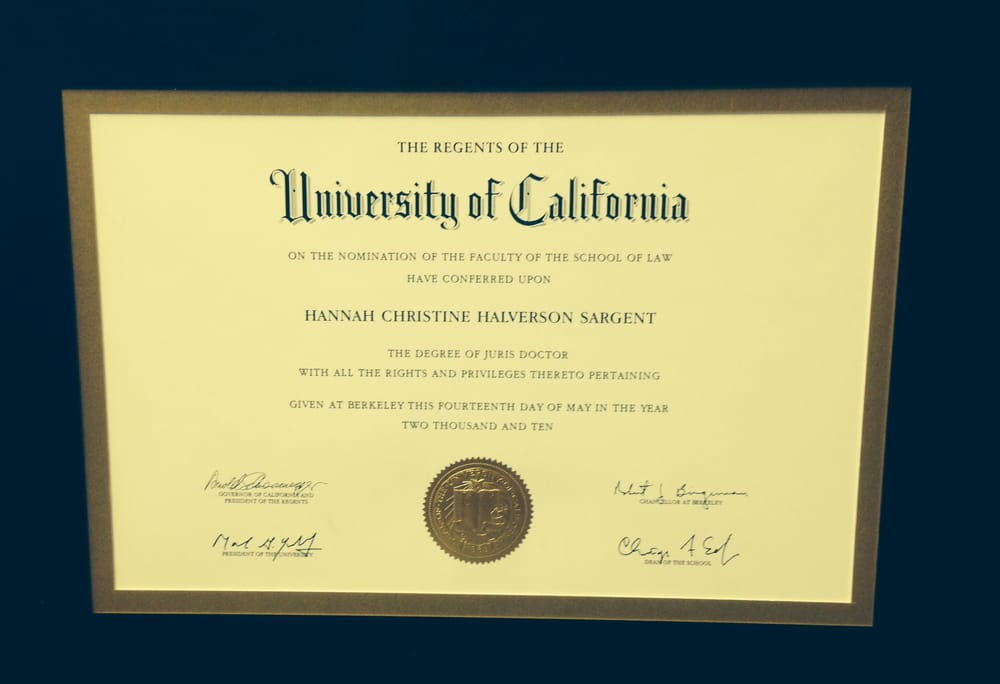 THE REGENTS OF THE
University of California
ON THE NOMINATION OF THE FACULTY OF THE SCHOOL OF LAW
HAVE CONFERRED UPON
HANNAH CHRISTINE HALVERSON SARGENT
THE DEGREE OF JURIS DOCTOR
WITH ALL THE RIGHTS AND PRIVILEGES THERETO PERTAINING
GIVEN AT BERKELEY THIS FOURTEENTH DAY OF MAY IN THE YEAR
TWO THOUSAND AND TEN
GOVERNOR OF CALIFORNIA AND
PRESIDENT OF THE REGENTS
CHANCELLOR AT BERKELEY
PRESIDENT OF THE UNIVERSITY
DEAN OF THE SCHOOL